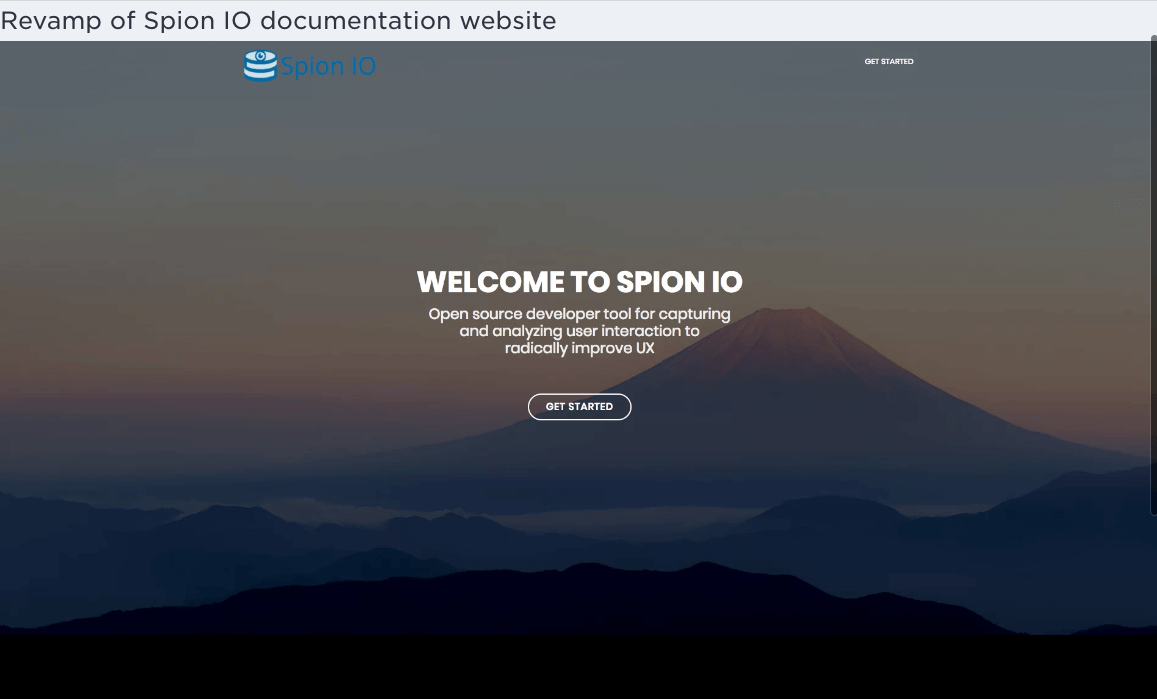 Revamp of Spion IO documentation website
Spion IO
GET STARTED
WELCOME TO SPION IO
Open source developer tool for capturing
and analyzing user interaction to
radically improve UX
GET STARTED